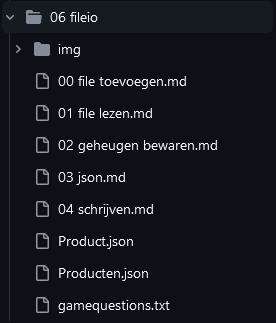 06 fileio
img
00 file toevoegen.md
01 file lezen.md
02 geheugen bewaren.md
03 json.md
04 schrijven.md
Product.json
Producten.json
gamequestions.txt